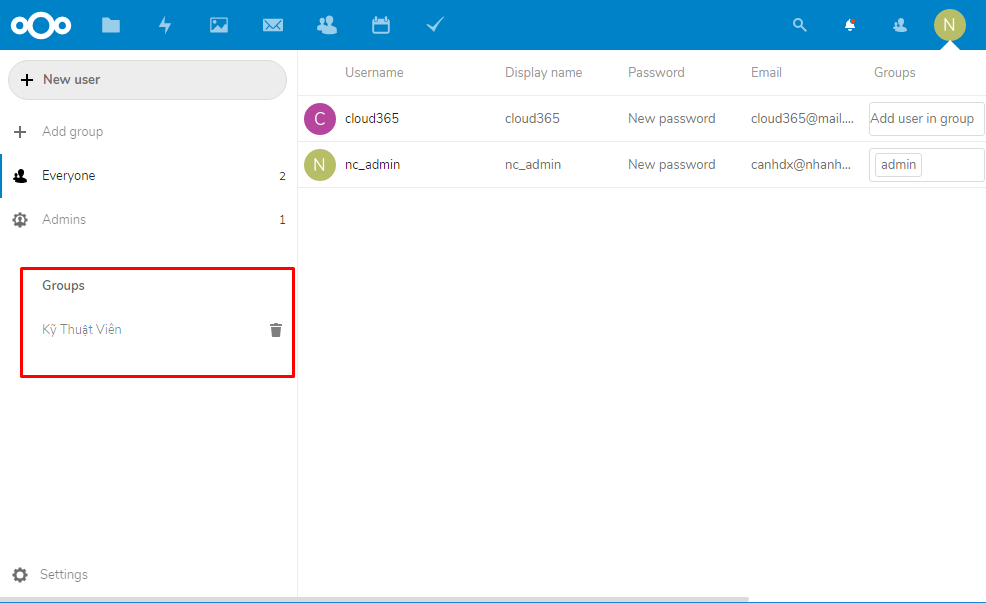 N
New user
Username Display name Password Email Groups
Add group
C cloud365 cloud365 New password cloud365@mail.... Add user in group
Everyone 2
N nc_admin nc_admin New password canhdx@nhanh... admin
Admins 1
Groups
Kỹ Thuật Viên
Settings